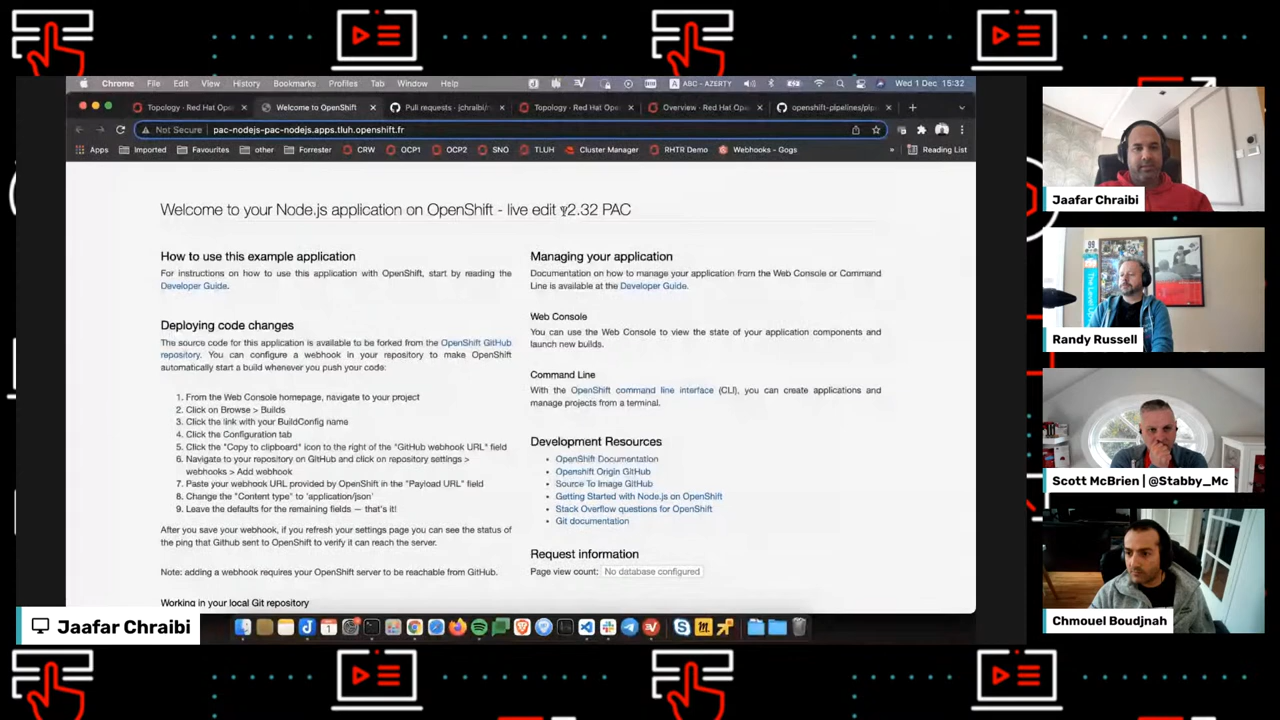 Chrome File Edit View History Bookmarks Profiles Tab Window Help ABC - AZERTY Wed 1 Dec 15:32
Topology · Red Hat Ope Welcome to OpenShift Pull requests · jchraibi/m Topology · Red Hat Ope Overview · Red Hat Ope openshift-pipelines/pip
Not Secure pac-nodejs-pac-nodejs.apps.tluh.openshift.fr
Apps Imported Favourites other Forrester CRW OCP1 OCP2 SNO TLUH Cluster Manager RHTR Demo Webhooks - Gogs » Reading List
Welcome to your Node.js application on OpenShift - live edit v2.32 PAC
How to use this example application
For instructions on how to use this application with OpenShift, start by reading the
Developer Guide.
Deploying code changes
The source code for this application is available to be forked from the OpenShift GitHub
repository. You can configure a webhook in your repository to make OpenShift
automatically start a build whenever you push your code:
1. From the Web Console homepage, navigate to your project
2. Click on Browse > Builds
3. Click the link with your BuildConfig name
4. Click the Configuration tab
5. Click the "Copy to clipboard" icon to the right of the "GitHub webhook URL" field
6. Navigate to your repository on GitHub and click on repository settings >
webhooks > Add webhook
7. Paste your webhook URL provided by OpenShift in the "Payload URL" field
8. Change the "Content type" to 'application/json'
9. Leave the defaults for the remaining fields — that's it!
After you save your webhook, if you refresh your settings page you can see the status of
the ping that Github sent to OpenShift to verify it can reach the server.
Note: adding a webhook requires your OpenShift server to be reachable from GitHub.
Working in your local Git repository
Managing your application
Documentation on how to manage your application from the Web Console or Command
Line is available at the Developer Guide.
Web Console
You can use the Web Console to view the state of your application components and
launch new builds.
Command Line
With the OpenShift command line interface (CLI), you can create applications and
manage projects from a terminal.
Development Resources
OpenShift Documentation
Openshift Origin GitHub
Source To Image GitHub
Getting Started with Node.js on OpenShift
Stack Overflow questions for OpenShift
Git documentation
Request information
Page view count: No database configured
Jaafar Chraibi
Jaafar Chraibi
Randy Russell
Scott McBrien | @Stabby_Mc
Chmouel Boudjnah